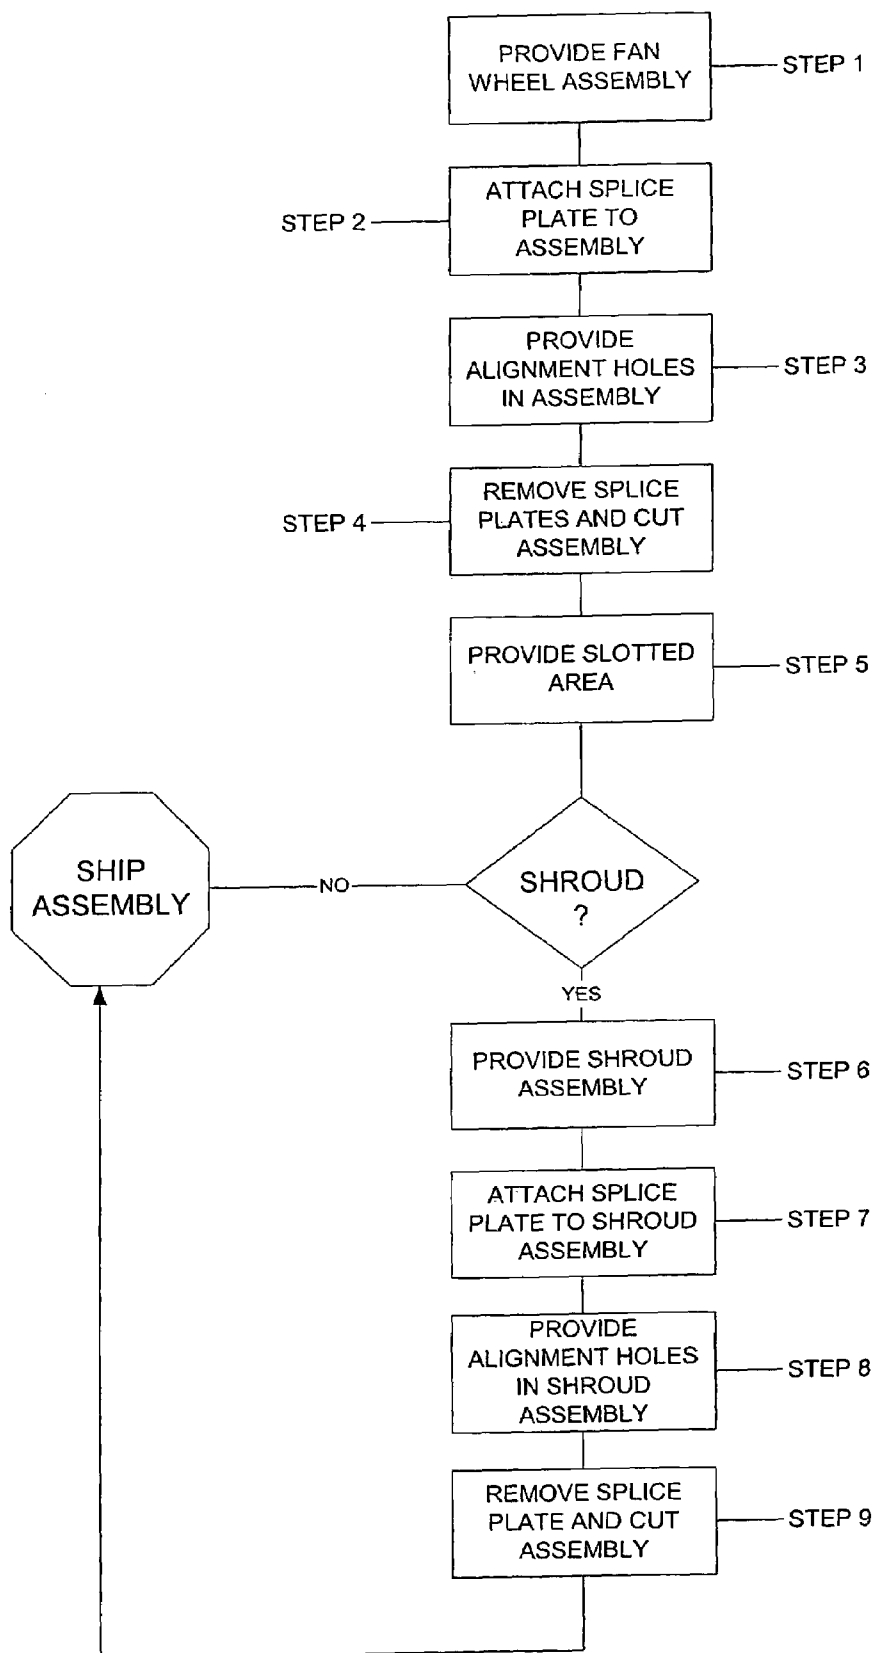 PROVIDE FAN
WHEEL ASSEMBLY
STEP 1
ATTACH SPLICE
PLATE TO
ASSEMBLY
STEP 2
PROVIDE
ALIGNMENT HOLES
IN ASSEMBLY
STEP 3
REMOVE SPLICE
PLATES AND CUT
ASSEMBLY
STEP 4
PROVIDE SLOTTED
AREA
STEP 5
SHROUD
?
NO
SHIP
ASSEMBLY
YES
PROVIDE SHROUD
ASSEMBLY
STEP 6
ATTACH SPLICE
PLATE TO SHROUD
ASSEMBLY
STEP 7
PROVIDE
ALIGNMENT HOLES
IN SHROUD
ASSEMBLY
STEP 8
REMOVE SPLICE
PLATE AND CUT
ASSEMBLY
STEP 9